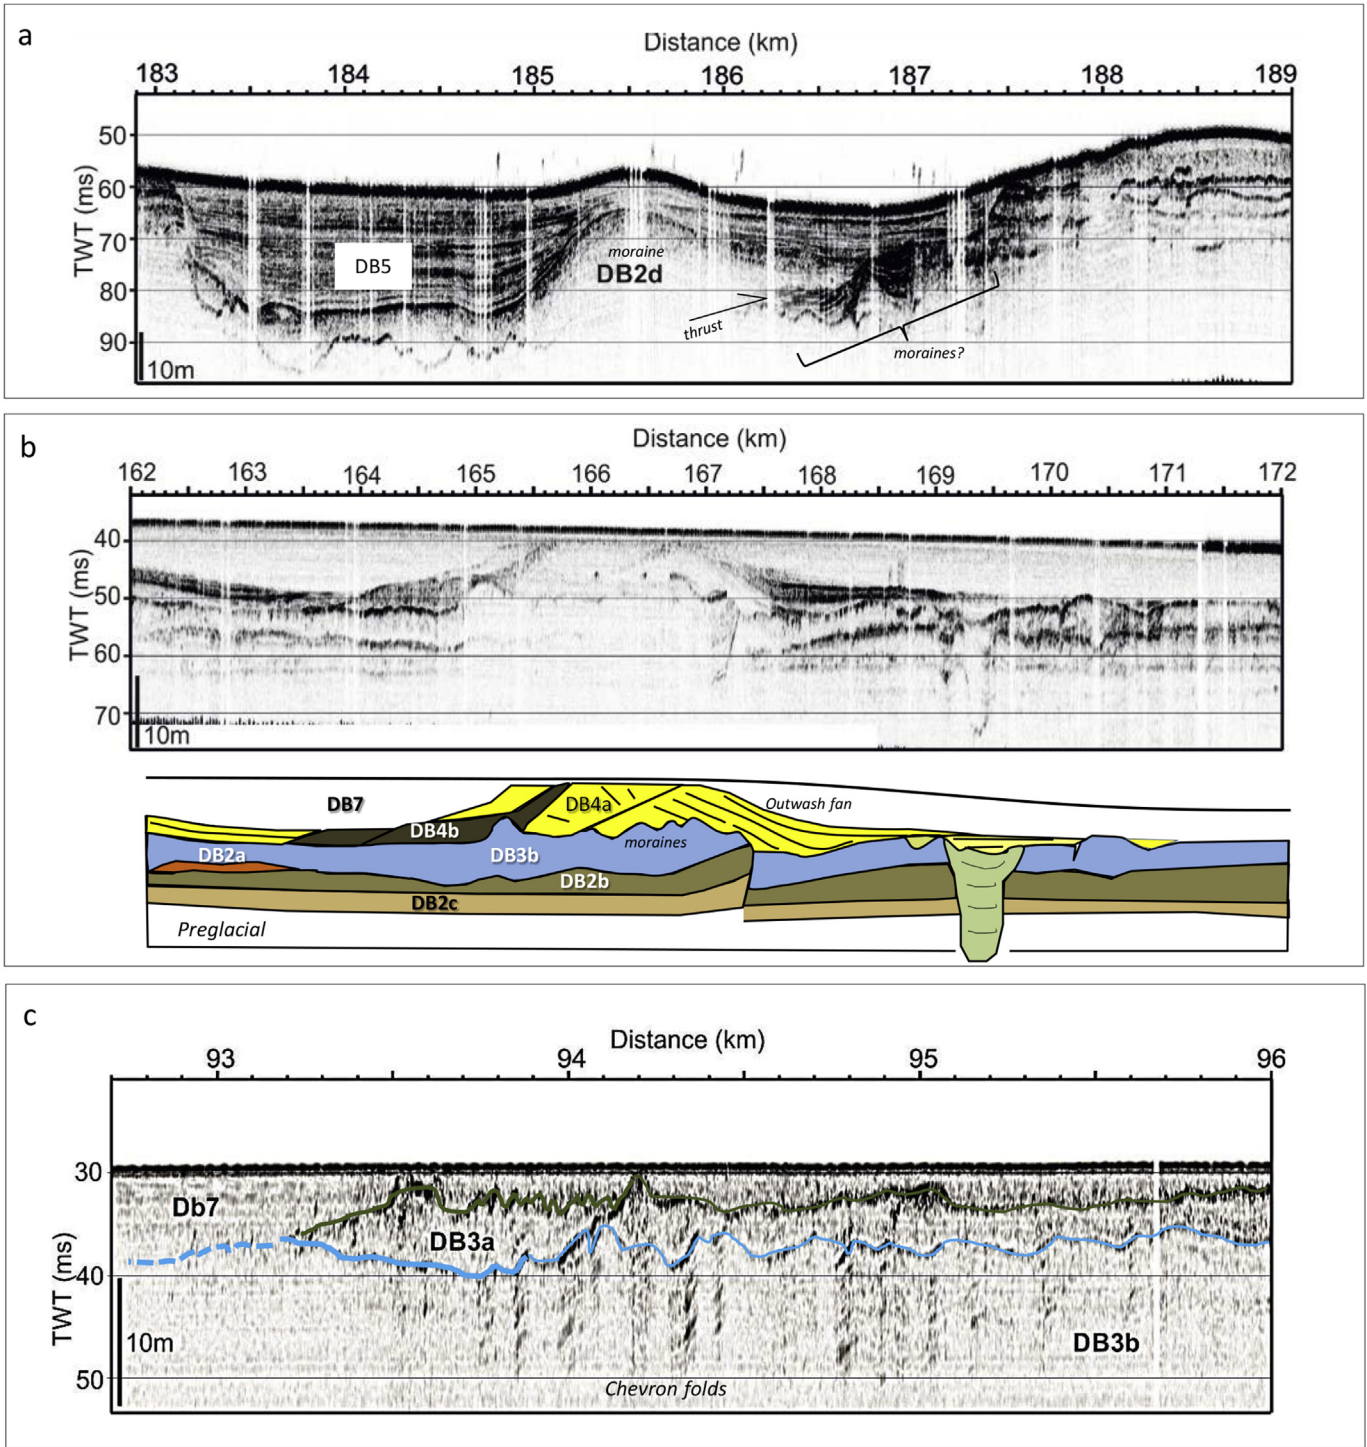 a
Distance (km)
183 184 185 186 187 188 189
TWT (ms)
50
60
70
80
90
DB5
moraine
DB2d
thrust
moraines?
10m
b
Distance (km)
162 163 164 165 166 167 168 169 170 171 172
TWT (ms)
40
50
60
70
10m
DB7
DB4a
Outwash fan
DB4b
moraines
DB2a
DB3b
DB2b
DB2c
Preglacial
c
Distance (km)
93 94 95 96
TWT (ms)
30
40
50
Db7
DB3a
10m
DB3b
Chevron folds